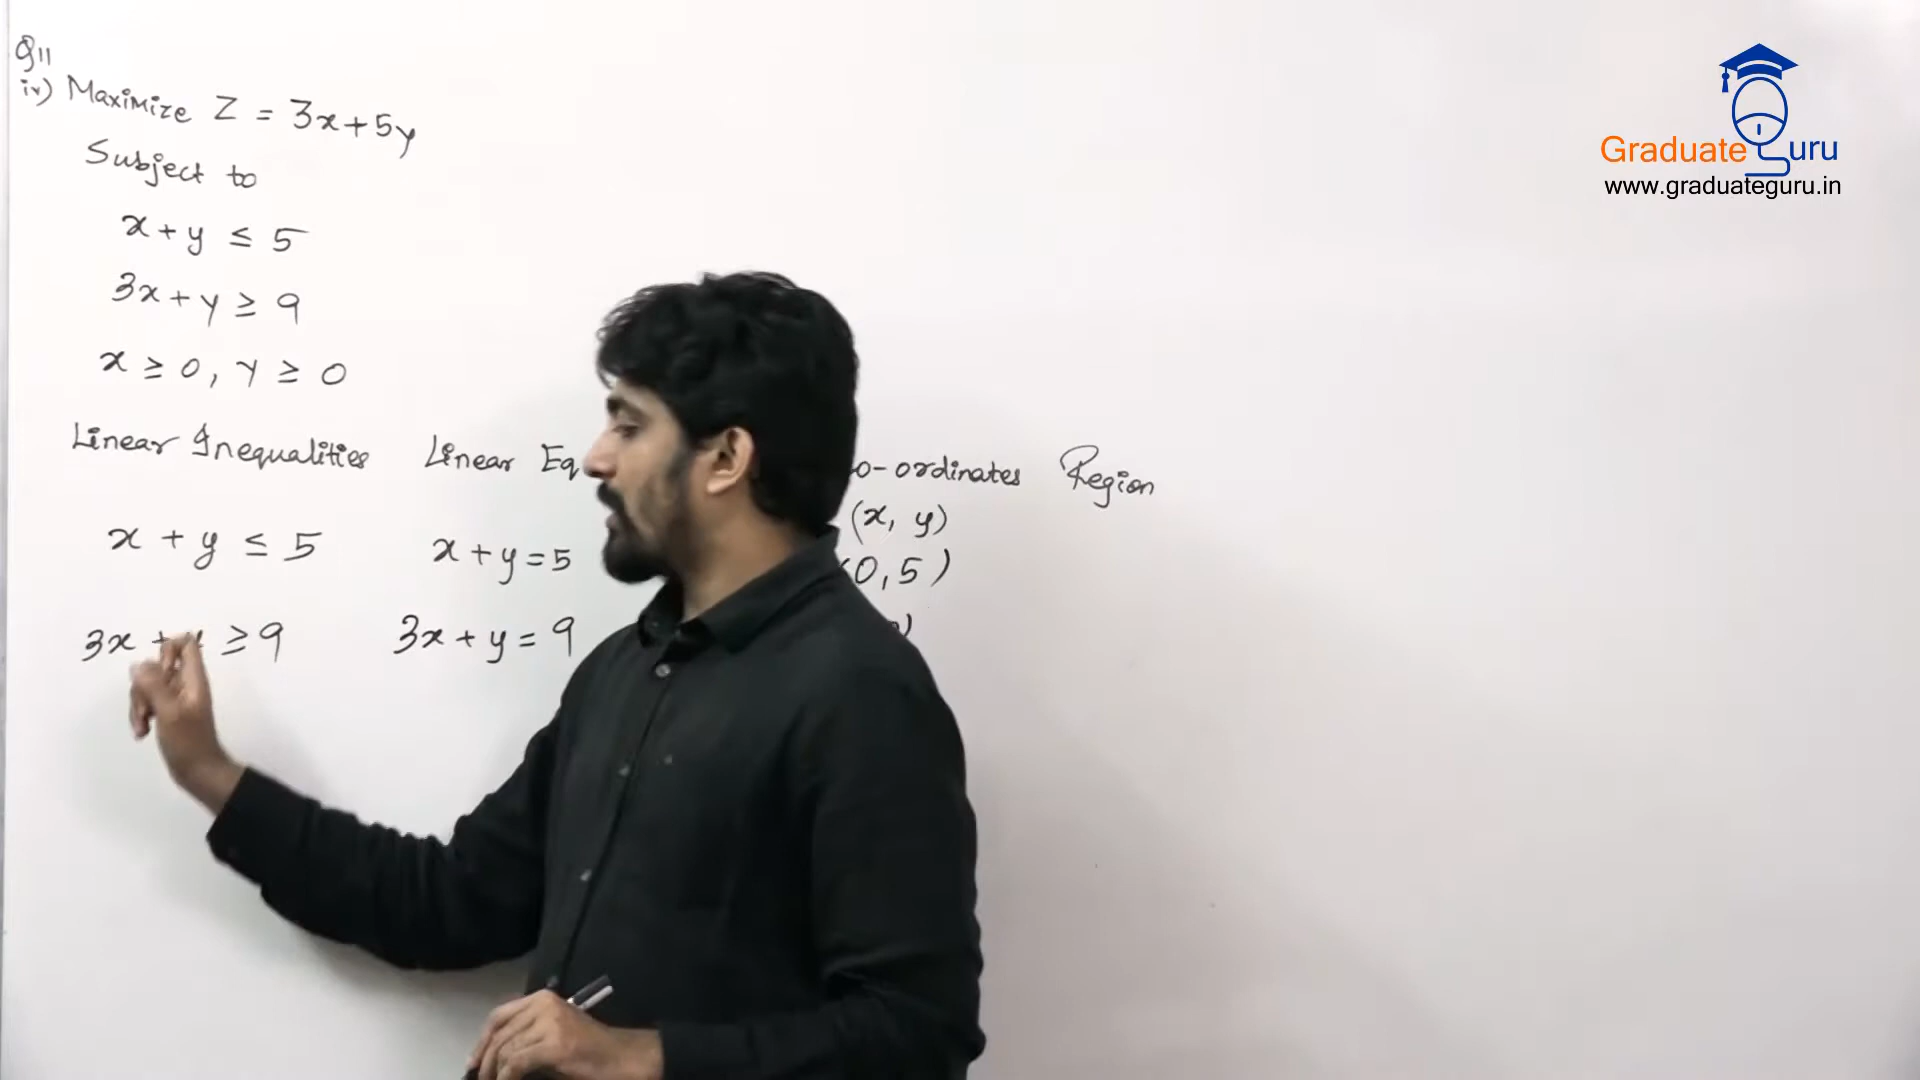 Q11
iv) Maximize Z = 3x+5y
Subject to
x+y ≤ 5
3x+y ≥ 9
x ≥ 0, y ≥ 0
Linear Inequalities Linear Eq o-ordinates Region
(x, y)
x + y ≤ 5 x + y = 5 (0, 5)
3x + y ≥ 9 3x + y = 9
Graduate Guru
www.graduateguru.in